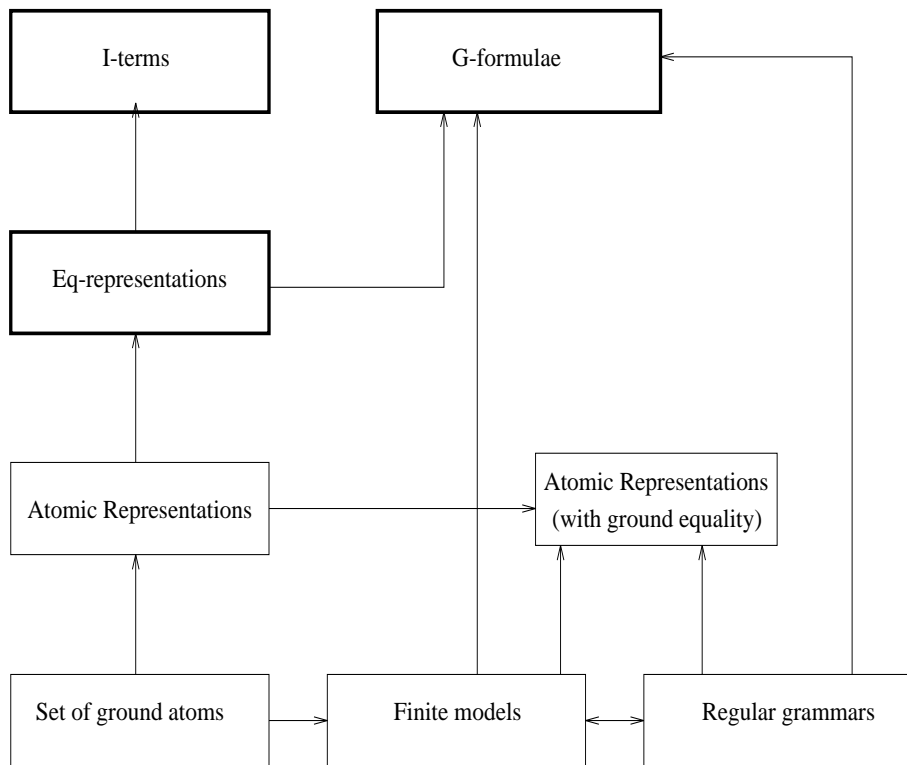 I-terms
G-formulae
Eq-representations
Atomic Representations
Atomic Representations
(with ground equality)
Set of ground atoms
Finite models
Regular grammars